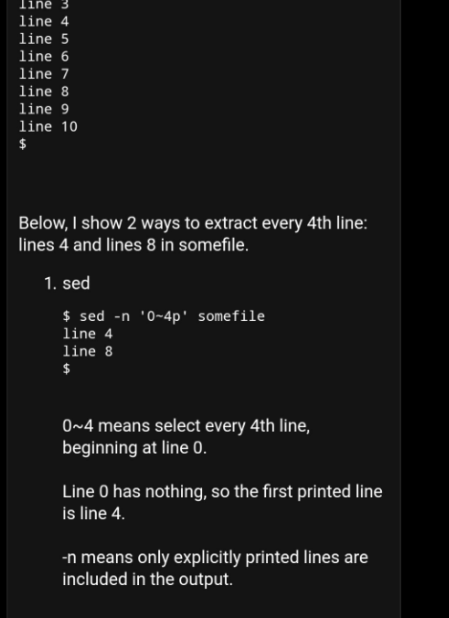 line 3
line 4
line 5
line 6
line 7
line 8
line 9
line 10
$
Below, I show 2 ways to extract every 4th line:
lines 4 and lines 8 in somefile.
1. sed
$ sed -n '0~4p' somefile
line 4
line 8
$
0~4 means select every 4th line,
beginning at line 0.
Line 0 has nothing, so the first printed line
is line 4.
-n means only explicitly printed lines are
included in the output.